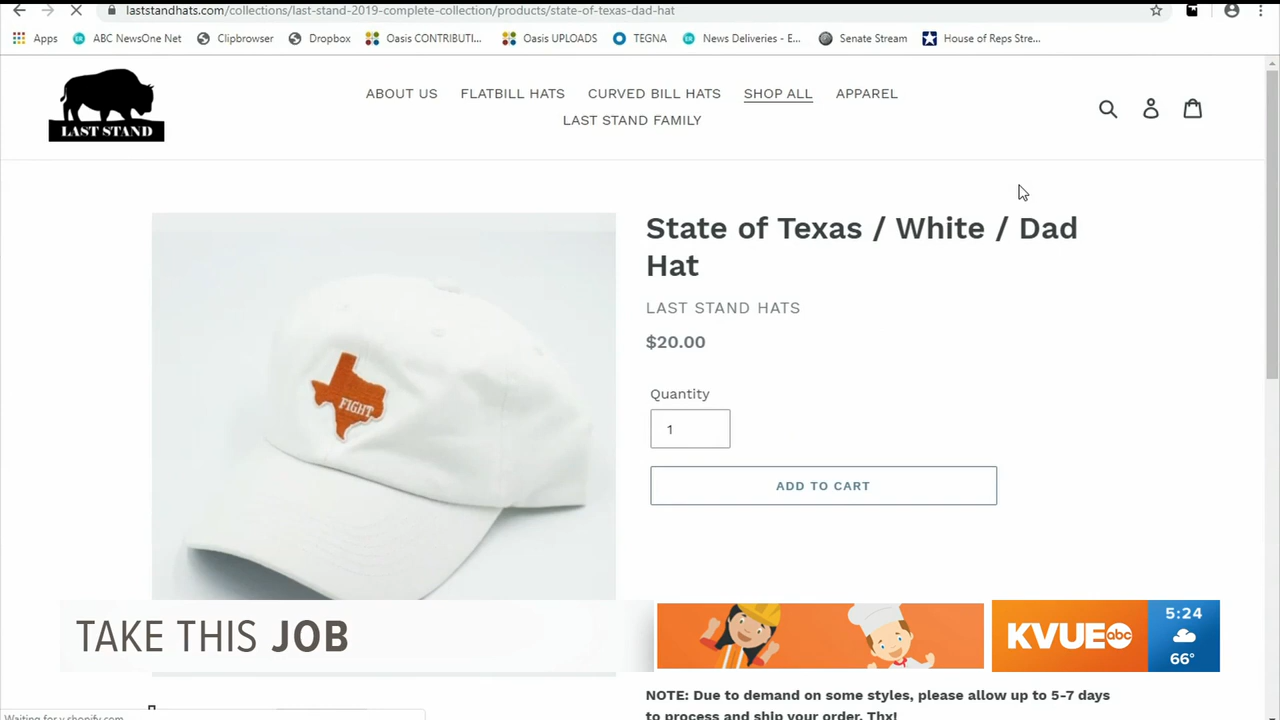 laststandhats.com/collections/last-stand-2019-complete-collection/products/state-of-texas-dad-hat
Apps ABC NewsOne Net Clipbrowser Dropbox Oasis CONTRIBUTI... Oasis UPLOADS TEGNA News Deliveries - E... Senate Stream House of Reps Stre...
LAST STAND
ABOUT US FLATBILL HATS CURVED BILL HATS SHOP ALL APPAREL
LAST STAND FAMILY
FIGHT
State of Texas / White / Dad
Hat
LAST STAND HATS
$20.00
Quantity
1
ADD TO CART
TAKE THIS JOB
KVUE abc
5:24
66°
NOTE: Due to demand on some styles, please allow up to 5-7 days
to process and ship your order. Thx!
Waiting for v.shopify.com